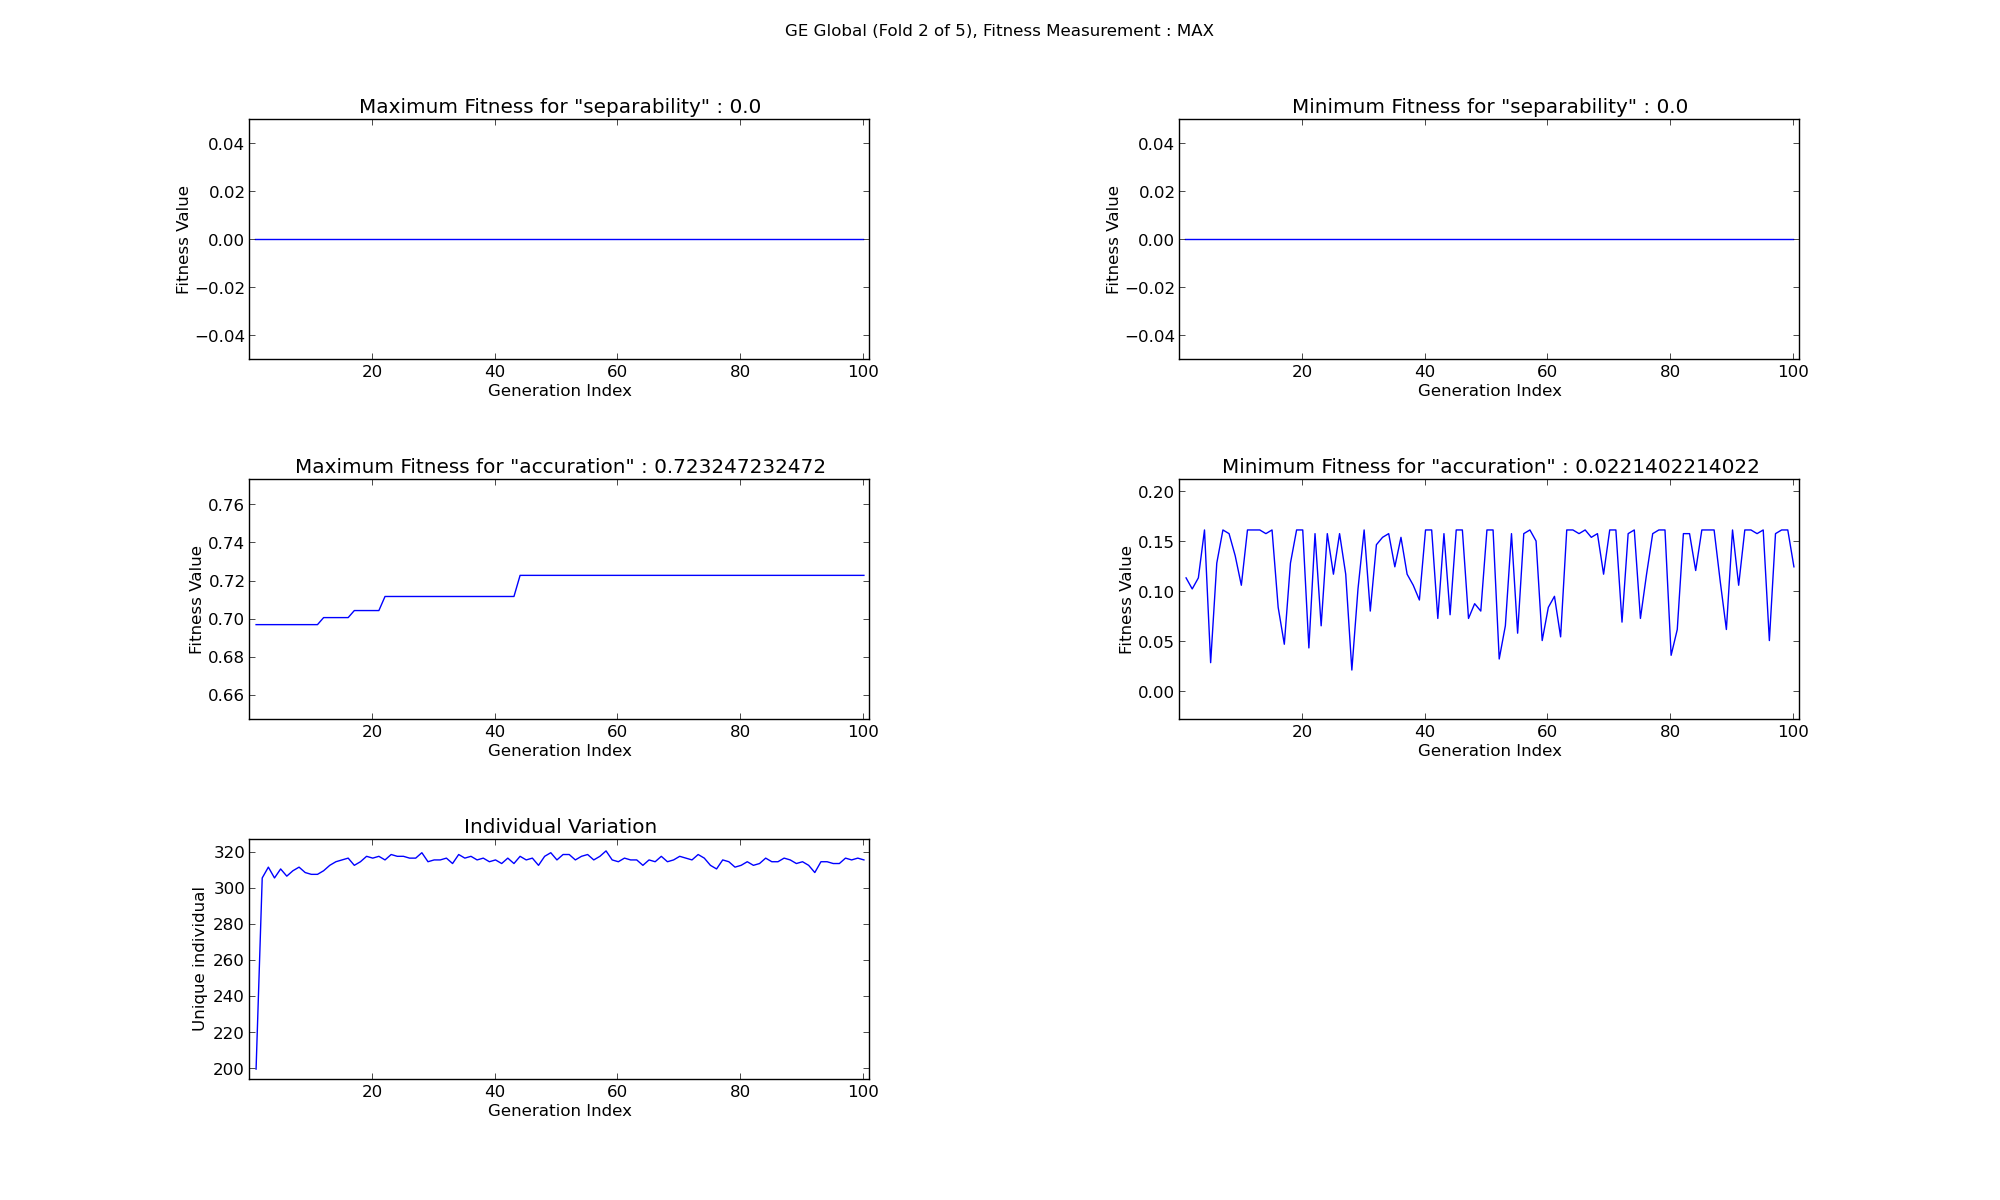 GE Global (Fold 2 of 5), Fitness Measurement : MAX
Maximum Fitness for "separability" : 0.0
Fitness Value
0.04
0.02
0.00
−0.02
−0.04
20 40 60 80 100
Generation Index
Minimum Fitness for "separability" : 0.0
Fitness Value
0.04
0.02
0.00
−0.02
−0.04
20 40 60 80 100
Generation Index
Maximum Fitness for "accuration" : 0.723247232472
Fitness Value
0.76
0.74
0.72
0.70
0.68
0.66
20 40 60 80 100
Generation Index
Minimum Fitness for "accuration" : 0.0221402214022
Fitness Value
0.20
0.15
0.10
0.05
0.00
20 40 60 80 100
Generation Index
Individual Variation
Unique individual
320
300
280
260
240
220
200
20 40 60 80 100
Generation Index